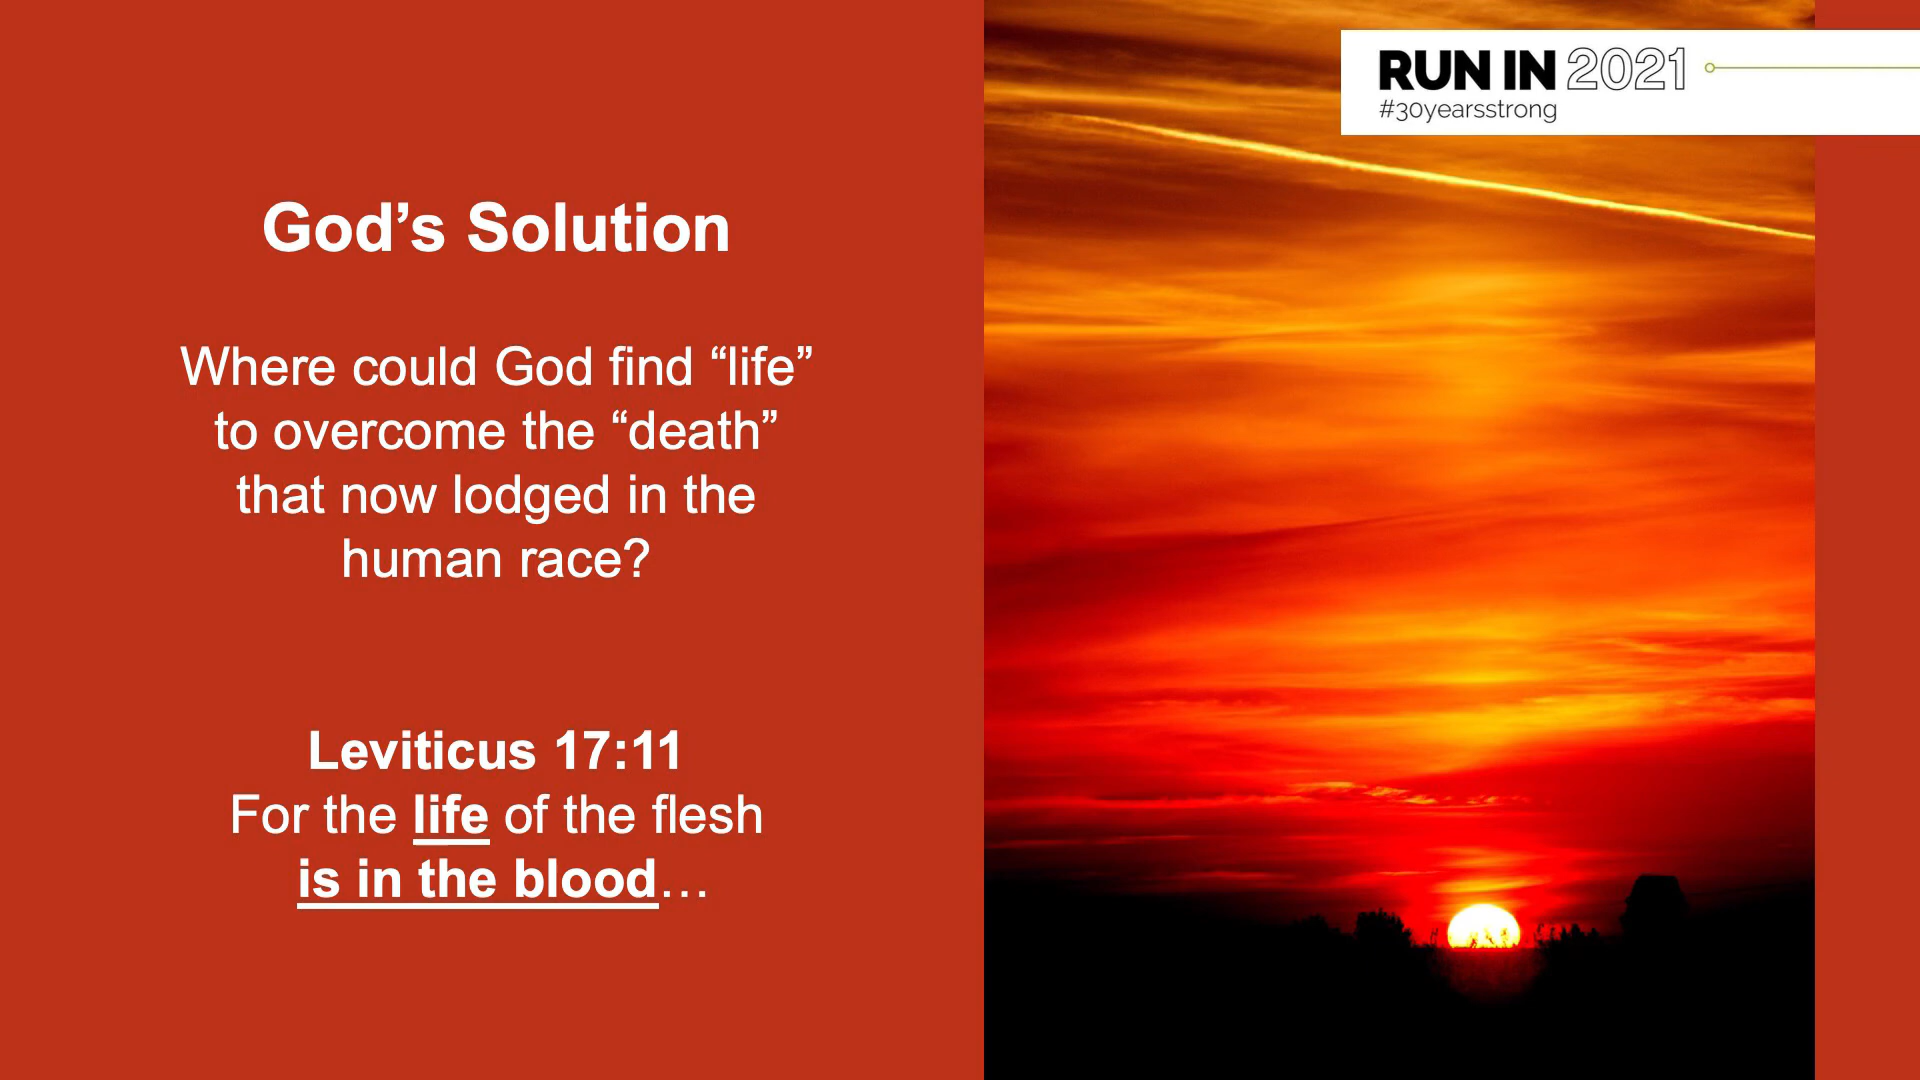 RUN IN 2021
#30yearsstrong
God’s Solution
Where could God find “life”
to overcome the “death”
that now lodged in the
human race?
Leviticus 17:11
For the life of the flesh
is in the blood…